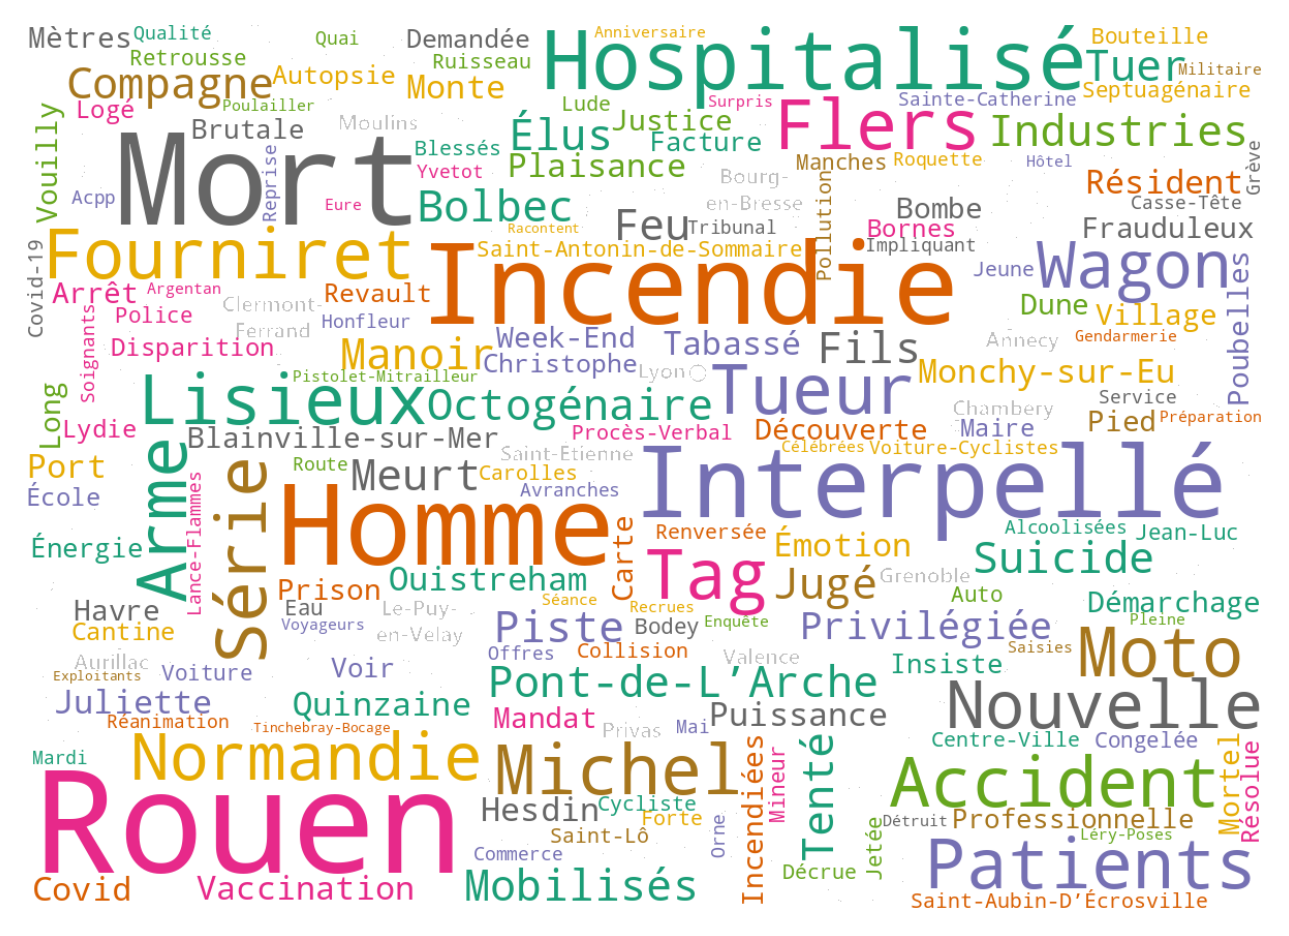 Mètres
Qualité
Quai
Demandée
Hospitalisé
Anniversaire
Bouteille
Retrousse
Ruisseau
Tuer
Militaire
Compagne
Autopsie
Monte
Septuagénaire
Logé
Poulailler
Lude
Surpris
Sainte-Catherine
Vouilly
Brutale
Moulins
Élus
Justice
Flers
Industries
Mort
Blessés
Facture
Plaisance
Manches
Roquette
Hôtel
Grève
Reprise
Yvetot
Bourg-
en-Bresse
Résident
Acpp
Eure
Bolbec
Pollution
Casse-Tête
Feu
Tribunal
Bombe
Bornes
Frauduleux
Racontent
Fourniret
Saint-Antonin-de-Sommaire
Impliquant
Covid-19
Incendie
Wagon
Jeune
Poubelles
Arrêt
Argentan
Revault
Dune
Village
Clermont-
Ferrand
Police
Honfleur
Soignants
Disparition
Manoir
Week-End
Tabassé
Fils
Annecy
Gendarmerie
Christophe
Lyon
Pistolet-Mitrailleur
Monchy-sur-Eu
Long
Lisieux
Octogénaire
Tueur
Service
Chambery
Pied
Préparation
Lydie
Blainville-sur-Mer
Procès-Verbal
Découverte
Maire
Arme
Saint-Etienne
Célébrées
Voiture-Cyclistes
Port
Série
Route
Meurt
Carolles
Interpellé
École
Avranches
Lance-Flammes
Homme
Carte
Renversée
Alcoolisées
Jean-Luc
Énergie
Tag
Émotion
Suicide
Prison
Ouistreham
Jugé
Grenoble
Auto
Démarchage
Havre
Eau
Le-Puy-
en-Velay
Séance
Recrues
Pleine
Cantine
Voyageurs
Piste
Bodey
Enquête
Privilégiée
Moto
Saisies
Aurillac
Exploitants
Voiture
Voir
Offres
Collision
Valence
Insiste
Juliette
Quinzaine
Pont-de-L’Arche
Nouvelle
Réanimation
Tinchebray-Bocage
Mandat
Privas
Mai
Puissance
Mardi
Normandie
Michel
Incendiées
Mineur
Tenté
Centre-Ville
Congelée
Mortel
Résolue
Rouen
Accident
Hesdin
Cycliste
Forte
Saint-Lô
Orne
Détruit
Professionnelle
Léry-Poses
Commerce
Jetée
Décrue
Patients
Covid
Vaccination
Mobilisés
Saint-Aubin-D’Écrosville